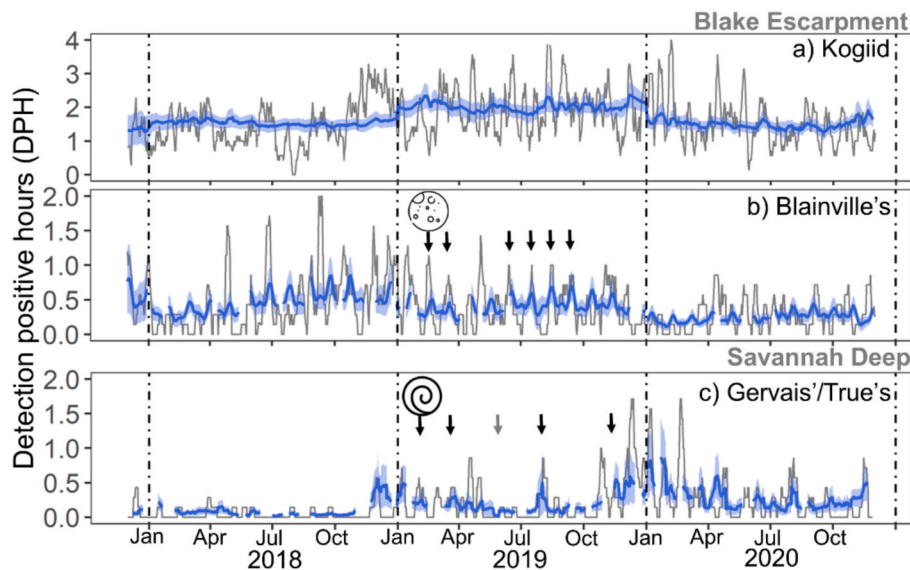 Blake Escarpment
a) Kogiid
4
3
2
1
0
b) Blainville's
2.0
1.5
1.0
0.5
0.0
Savannah Deep
c) Gervais'/True's
2.0
1.5
1.0
0.5
0.0
Detection positive hours (DPH)
Jan Apr Jul Oct Jan Apr Jul Oct Jan Apr Jul Oct
2018 2019 2020